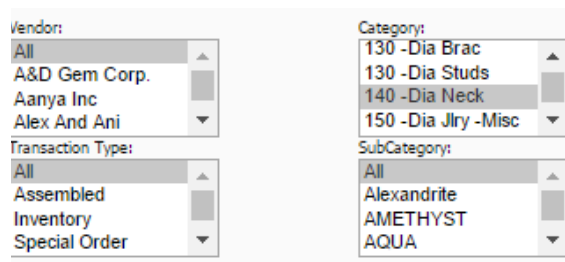 Vendor:
All
A&D Gem Corp.
Aanya Inc
Alex And Ani
Category:
130 -Dia Brac
130 -Dia Studs
140 -Dia Neck
150 -Dia Jlry -Misc
Transaction Type:
All
Assembled
Inventory
Special Order
SubCategory:
All
Alexandrite
AMETHYST
AQUA